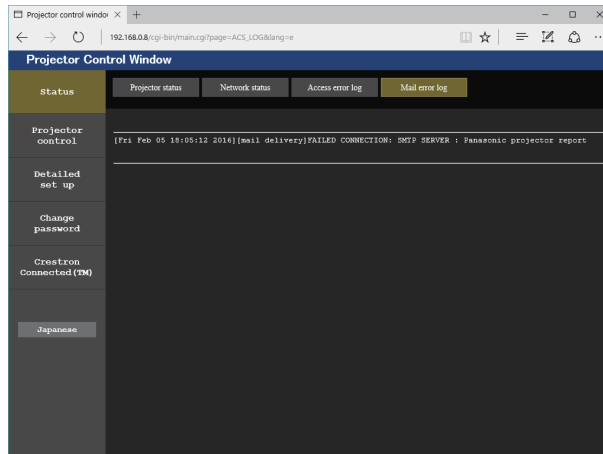 Projector control windov
192.168.0.8/cgi-bin/main.cgi?page=ACS_LOG&lang=e
Projector Control Window
Status
Projector status
Network status
Access error log
Mail error log
Projector
control
[Fri Feb 05 18:05:12 2016][mail delivery]FAILED CONNECTION: SMTP SERVER : Panasonic projector report
Detailed
set up
Change
password
Crestron
Connected(TM)
Japanese